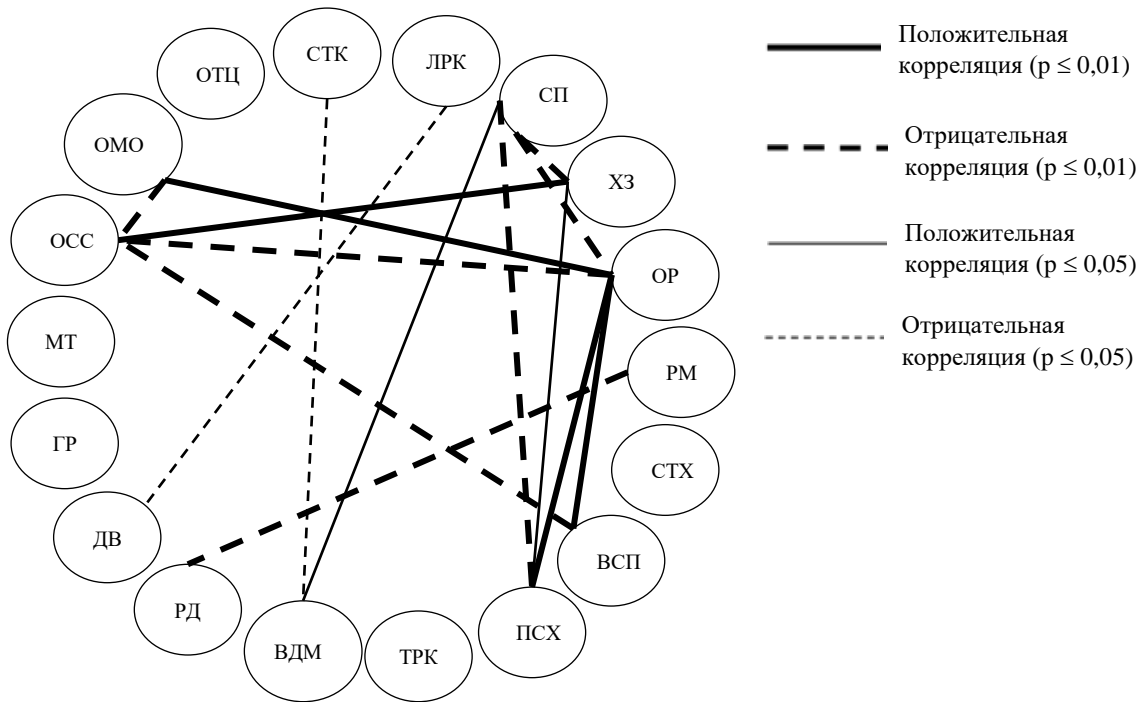 СТК
ЛРК
ОТЦ
СП
ОМО
ХЗ
ОСС
ОР
МТ
РМ
ГР
СТХ
ДВ
ВСП
РД
ПСХ
ВДМ
ТРК
Положительная
корреляция (p ≤ 0,01)
Отрицательная
корреляция (p ≤ 0,01)
Положительная
корреляция (p ≤ 0,05)
Отрицательная
корреляция (p ≤ 0,05)